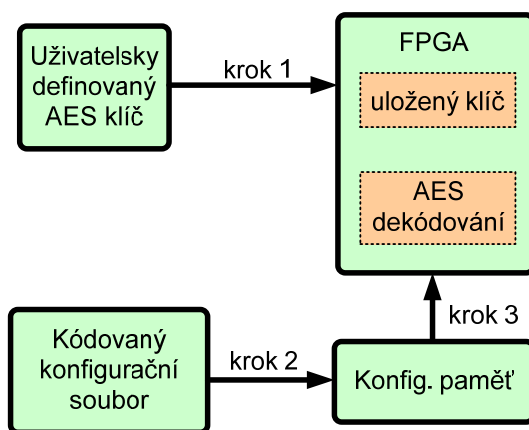 Uživatelsky
definovaný
AES klíč
krok 1
FPGA
uložený klíč
AES
dekódování
Kódovaný
konfigurační
soubor
krok 2
krok 3
Konfig. paměť